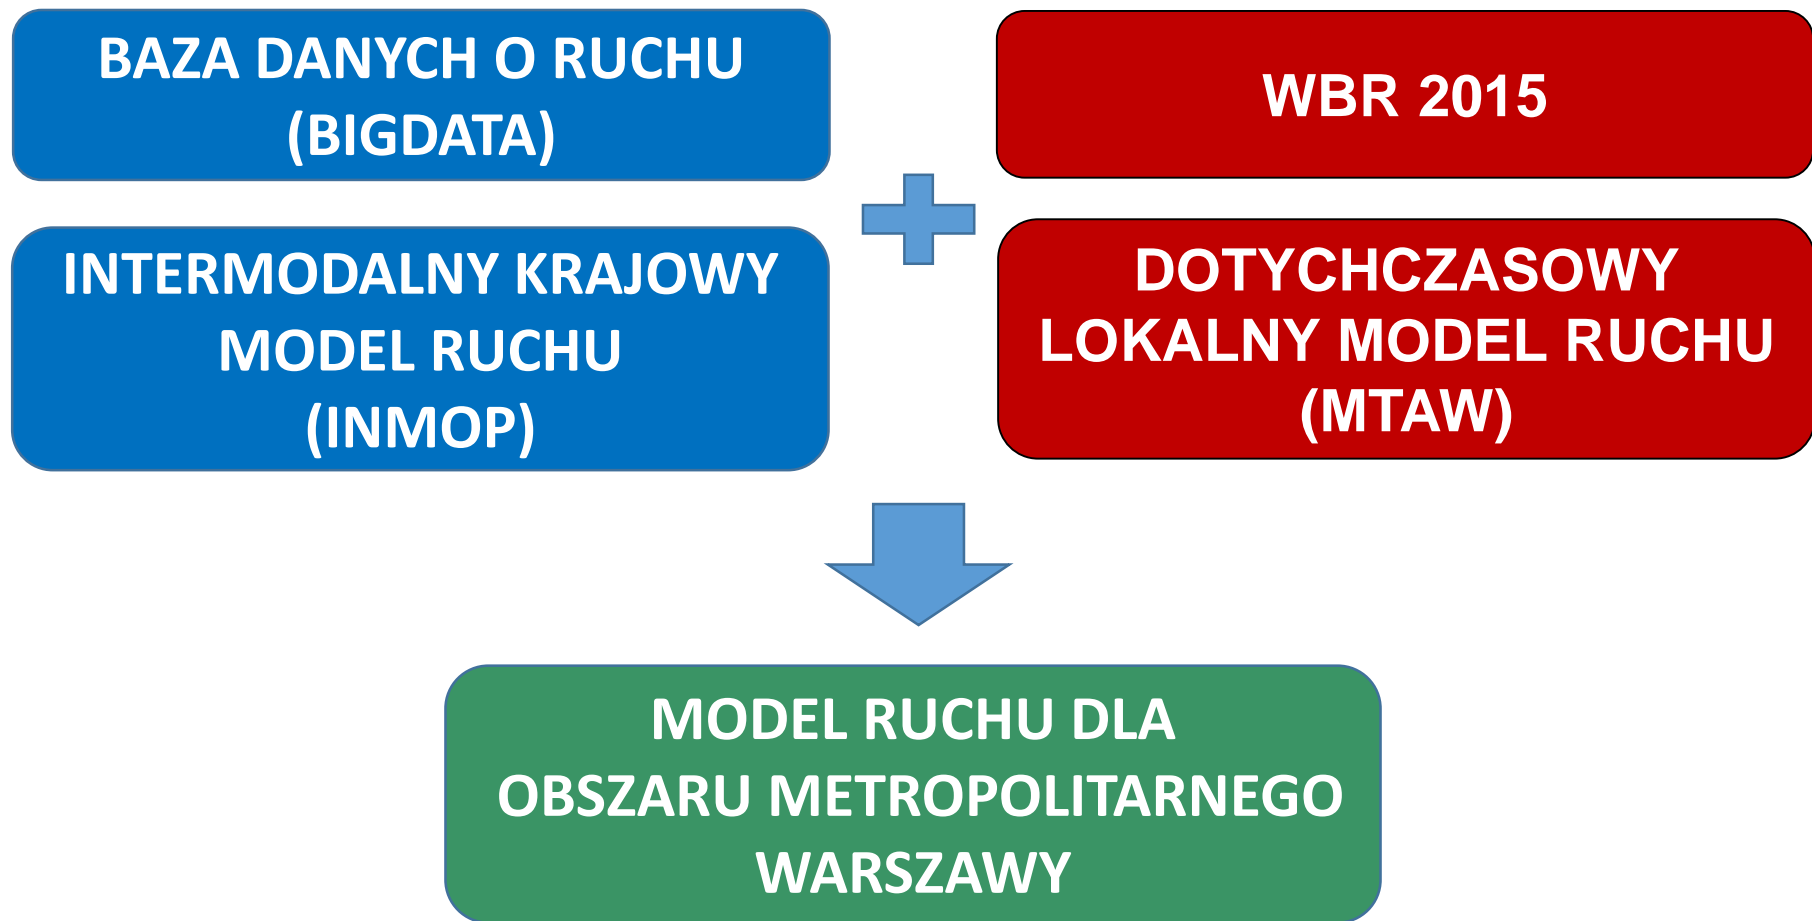 BAZA DANYCH O RUCHU
(BIGDATA)
WBR 2015
INTERMODALNY KRAJOWY
MODEL RUCHU
(INMOP)
DOTYCHCZASOWY
LOKALNY MODEL RUCHU
(MTAW)
MODEL RUCHU DLA
OBSZARU METROPOLITARNEGO
WARSZAWY